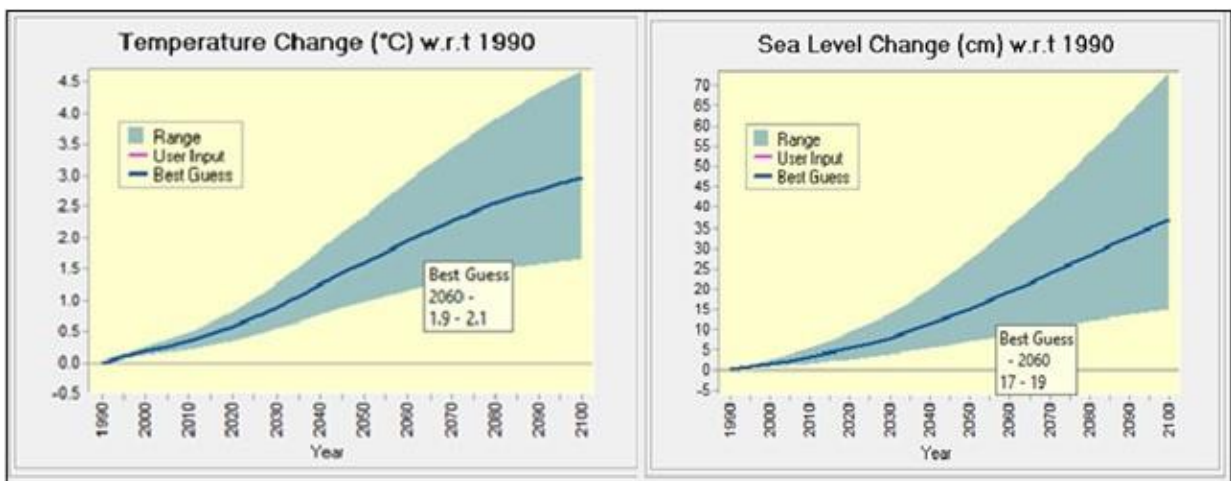 Temperature Change (°C) w.r.t 1990
4.5
4.0
3.5
3.0
2.5
2.0
1.5
1.0
0.5
0.0
-0.5
Range
User Input
Best Guess
Best Guess
2060 -
1.9 - 2.1
1990 2000 2010 2020 2030 2040 2050 2060 2070 2080 2090 2100
Year
Sea Level Change (cm) w.r.t 1990
70
65
60
55
50
45
40
35
30
25
20
15
10
5
0
-5
Range
User Input
Best Guess
Best Guess
- 2060
17 - 19
1990 2000 2010 2020 2030 2040 2050 2060 2070 2080 2090 2100
Year